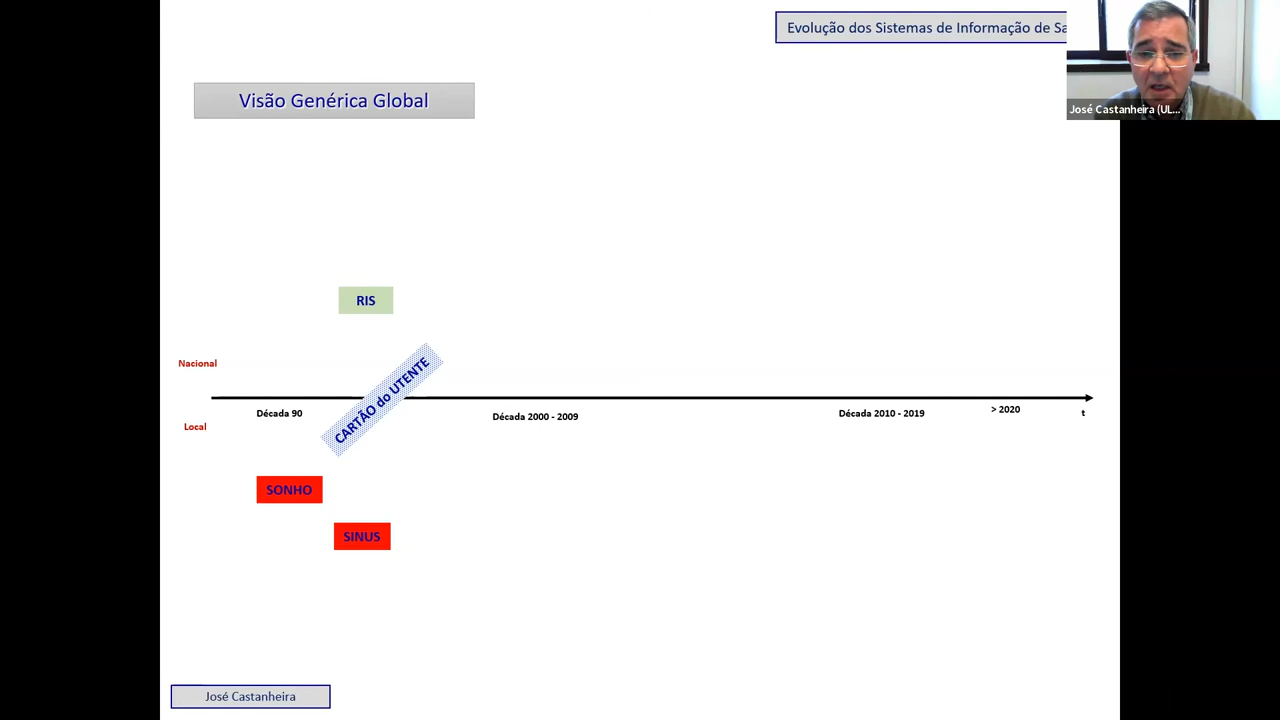 Evolução dos Sistemas de Informação de
José Castanheira (UL...
Visão Genérica Global
RIS
Nacional
CARTÃO do UTENTE
Década 90
Década 2000 - 2009
Década 2010 - 2019
> 2020
t
Local
SONHO
SINUS
José Castanheira